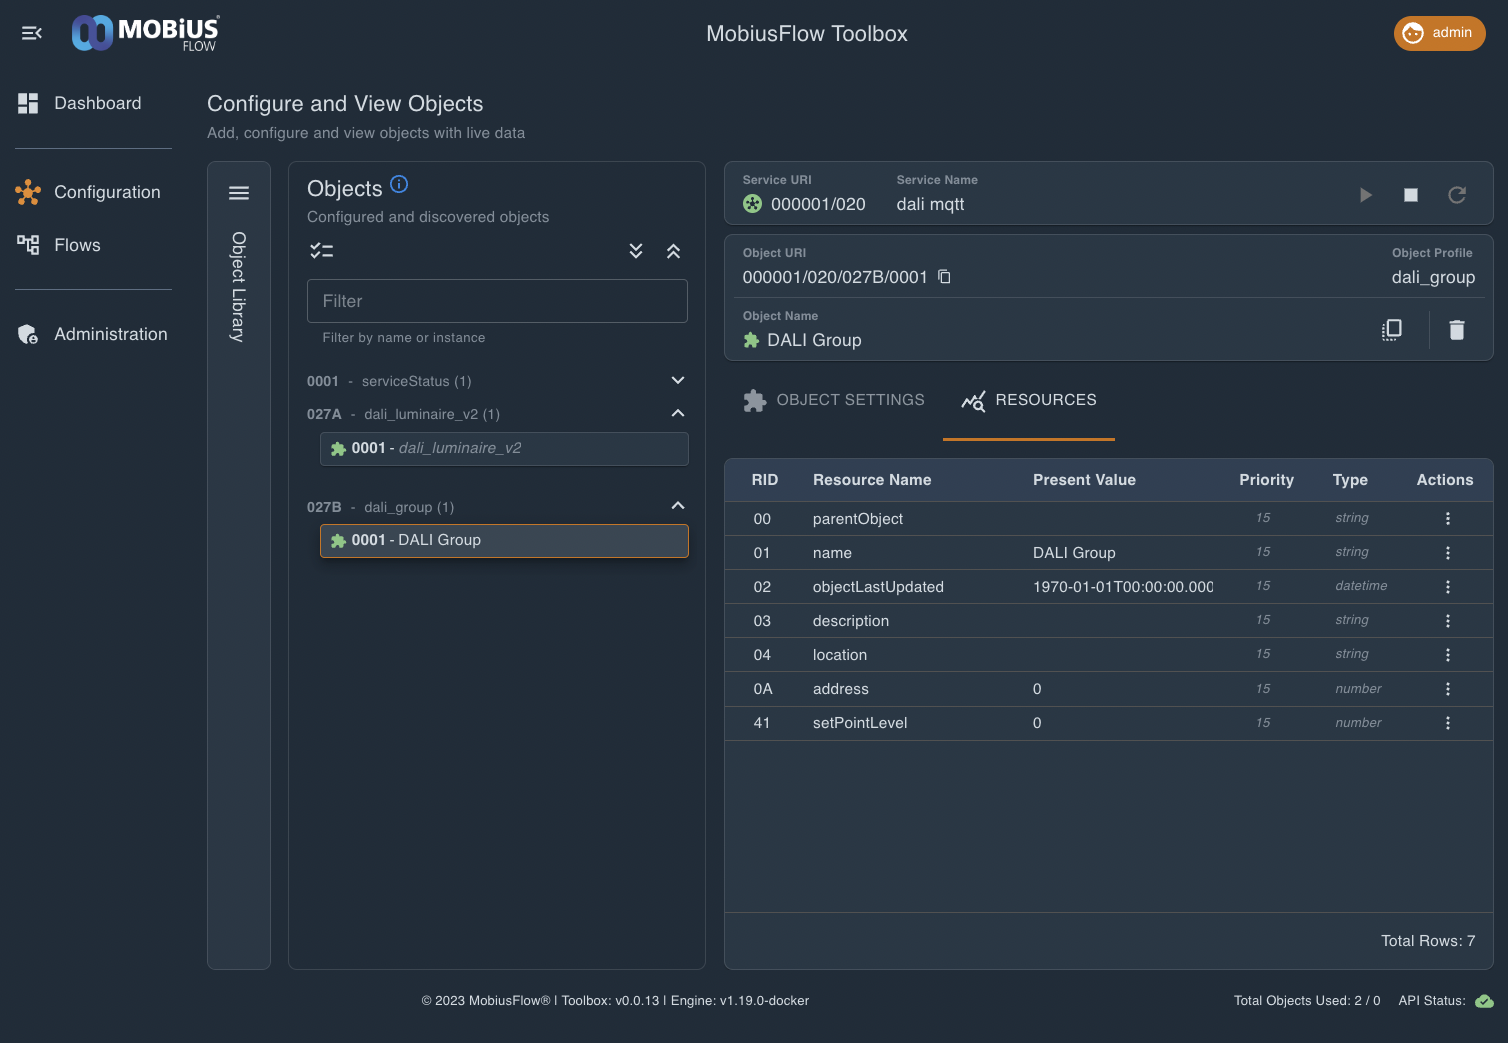 MOBiUS®
FLOW
MobiusFlow Toolbox
admin
Dashboard
Configuration
Flows
Administration
Configure and View Objects
Add, configure and view objects with live data
Object Library
Objects
Configured and discovered objects
Filter
Filter by name or instance
0001 - serviceStatus (1)
027A - dali_luminaire_v2 (1)
0001 - dali_luminaire_v2
027B - dali_group (1)
0001 - DALI Group
Service URI Service Name
000001/020 dali mqtt
Object URI Object Profile
000001/020/027B/0001 dali_group
Object Name
DALI Group
OBJECT SETTINGS RESOURCES
RID Resource Name Present Value Priority Type Actions
00 parentObject 15 string
01 name DALI Group 15 string
02 objectLastUpdated 1970-01-01T00:00:00.000 15 datetime
03 description 15 string
04 location 15 string
0A address 0 15 number
41 setPointLevel 0 15 number
Total Rows: 7
© 2023 MobiusFlow® | Toolbox: v0.0.13 | Engine: v1.19.0-docker
Total Objects Used: 2 / 0 API Status: